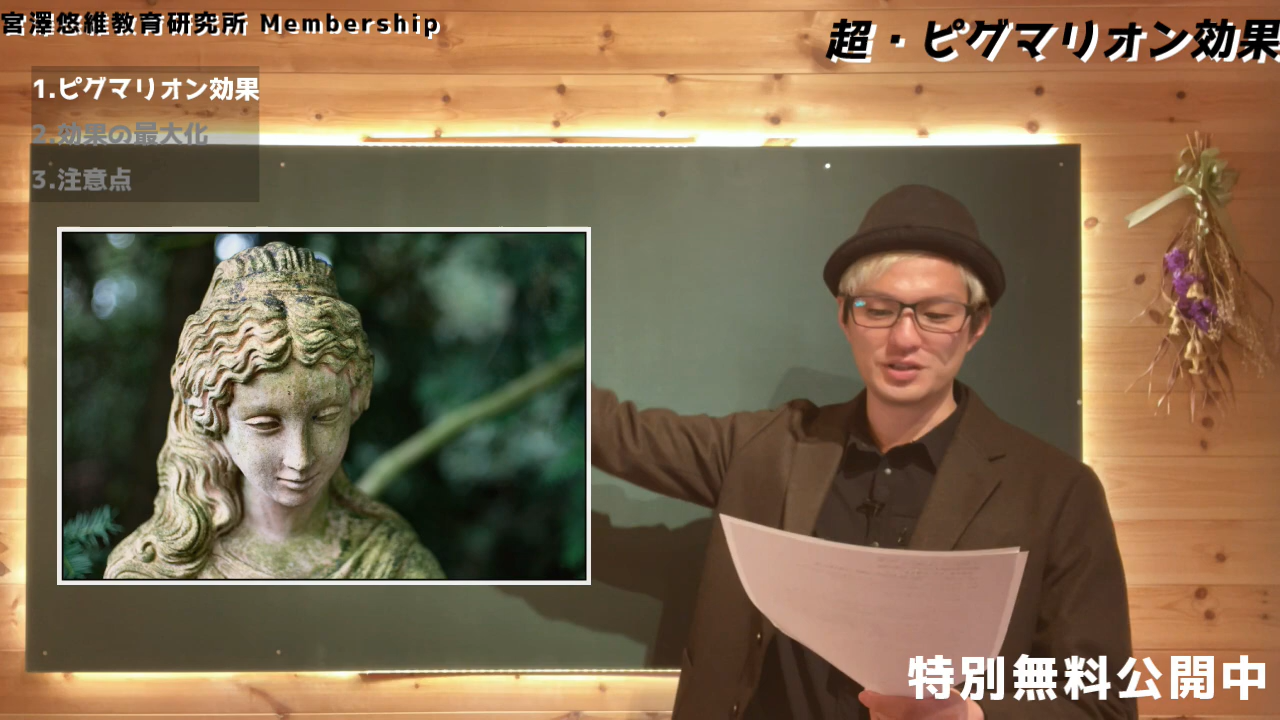 宮澤悠維教育研究所 Membership
超・ピグマリオン効果
1.ピグマリオン効果
2.効果の最大化
3.注意点
特別無料公開中